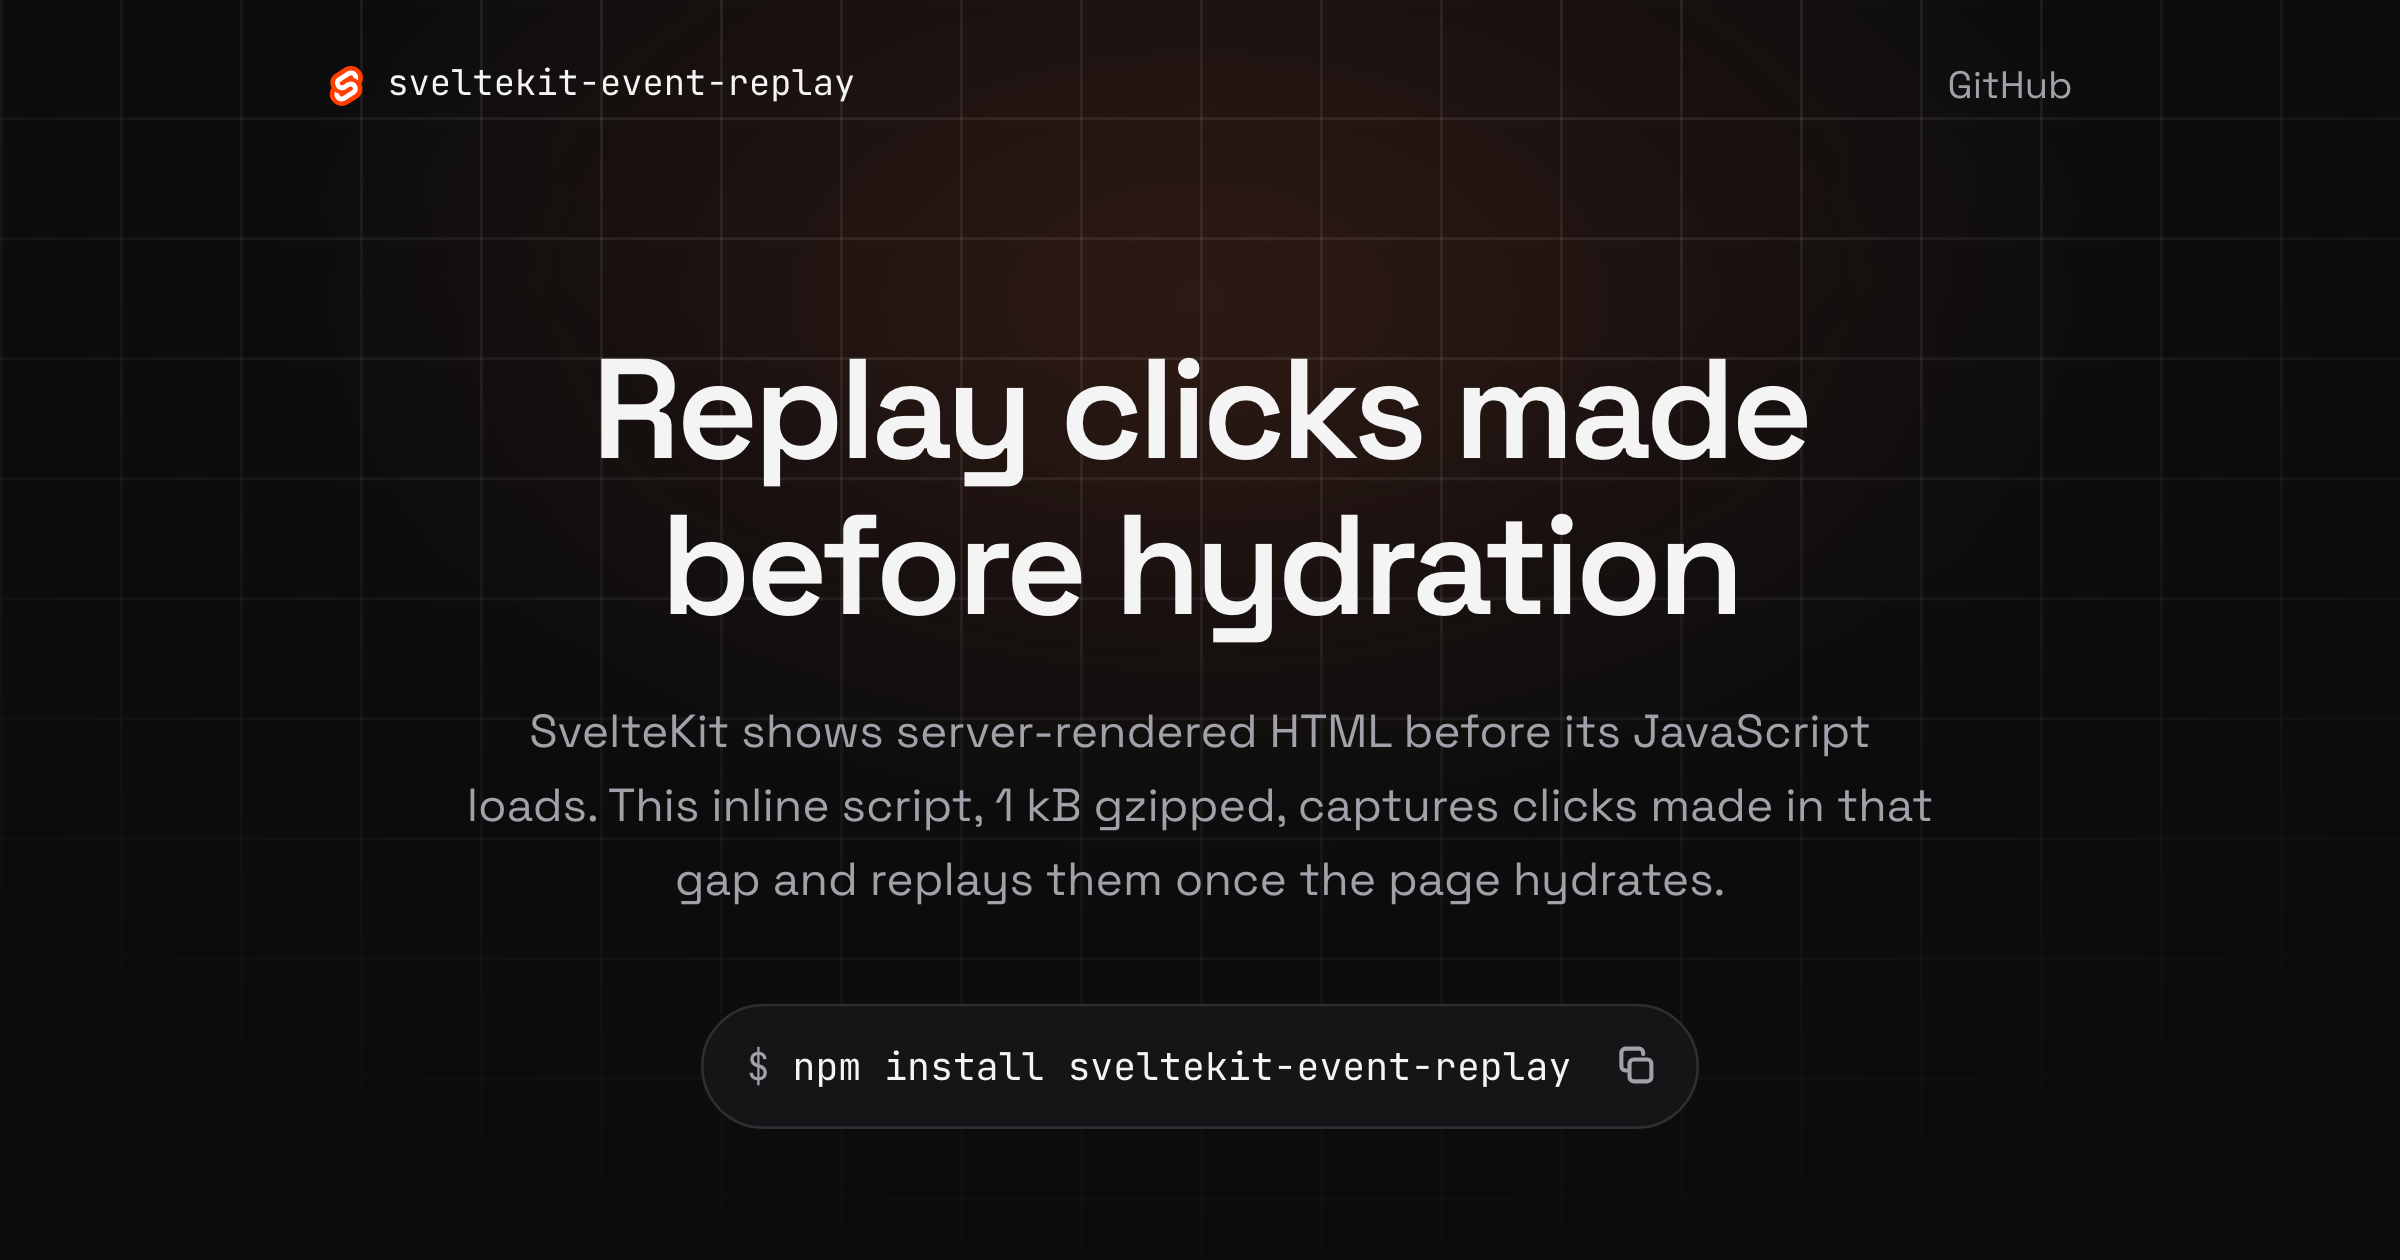 sveltekit-event-replay
GitHub
Replay clicks made
before hydration
SvelteKit shows server-rendered HTML before its JavaScript
loads. This inline script, 1 kB gzipped, captures clicks made in that
gap and replays them once the page hydrates.
$ npm install sveltekit-event-replay